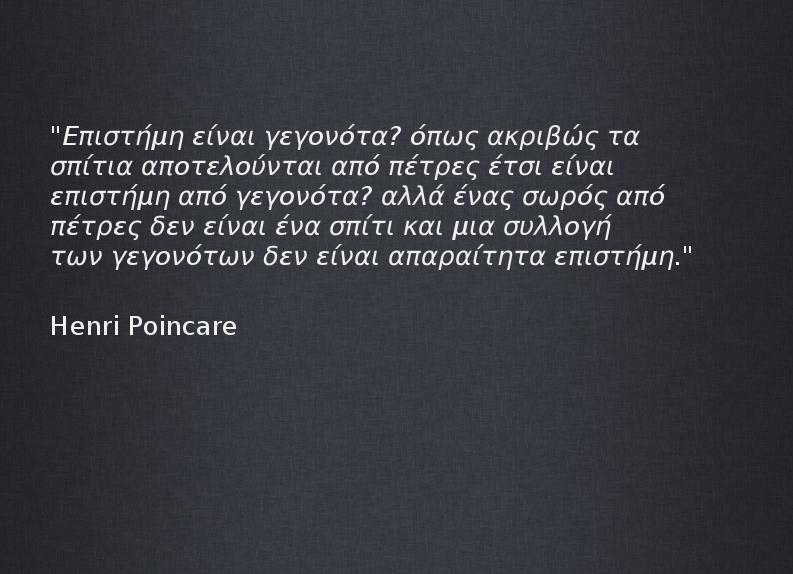 "Επιστήμη είναι γεγονότα? όπως ακριβώς τα
σπίτια αποτελούνται από πέτρες έτσι είναι
επιστήμη από γεγονότα? αλλά ένας σωρός από
πέτρες δεν είναι ένα σπίτι και μια συλλογή
των γεγονότων δεν είναι απαραίτητα επιστήμη."
Henri Poincare